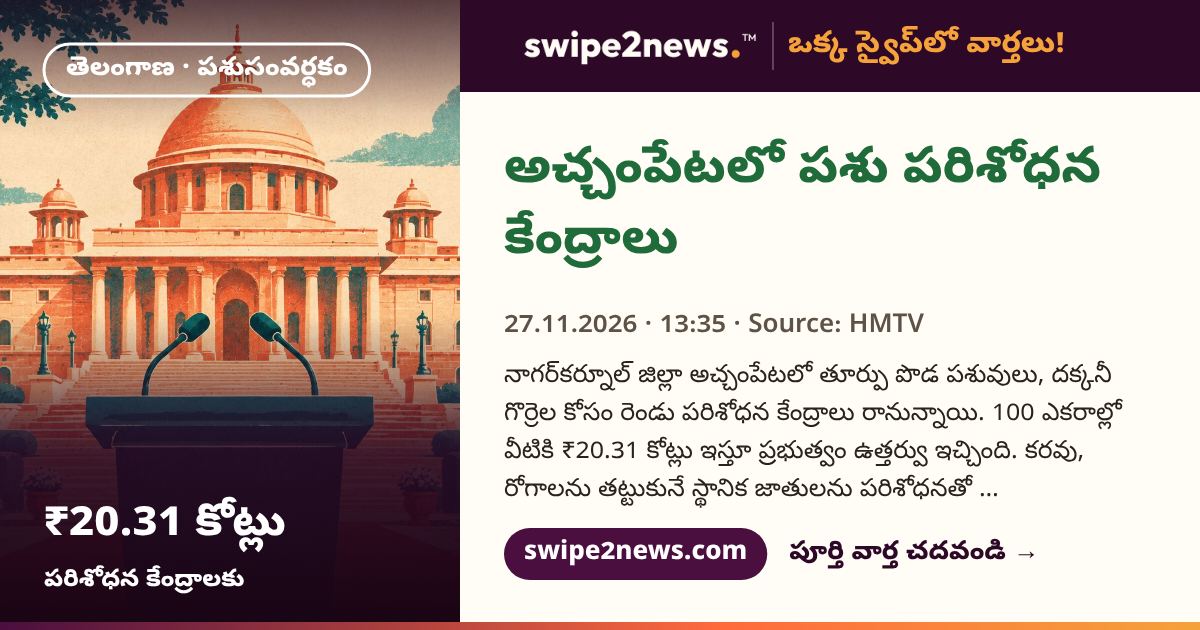 తెలంగాణ · పశుసంవర్ధకం
swipe2news.™
ఒక్క స్వైప్‌లో వార్తలు!
అచ్చంపేటలో పశు పరిశోధన
కేంద్రాలు
27.11.2026 · 13:35 · Source: HMTV
నాగర్‌కర్నూల్ జిల్లా అచ్చంపేటలో తూర్పు పొడ పశువులు, దక్కనీ
గొర్రెల కోసం రెండు పరిశోధన కేంద్రాలు రానున్నాయి. 100 ఎకరాల్లో
వీటికి ₹20.31 కోట్లు ఇస్తూ ప్రభుత్వం ఉత్తర్వు ఇచ్చింది. కరవు,
రోగాలను తట్టుకునే స్థానిక జాతులను పరిశోధనతో ...
₹20.31 కోట్లు
పరిశోధన కేంద్రాలకు
swipe2news.com
పూర్తి వార్త చదవండి →